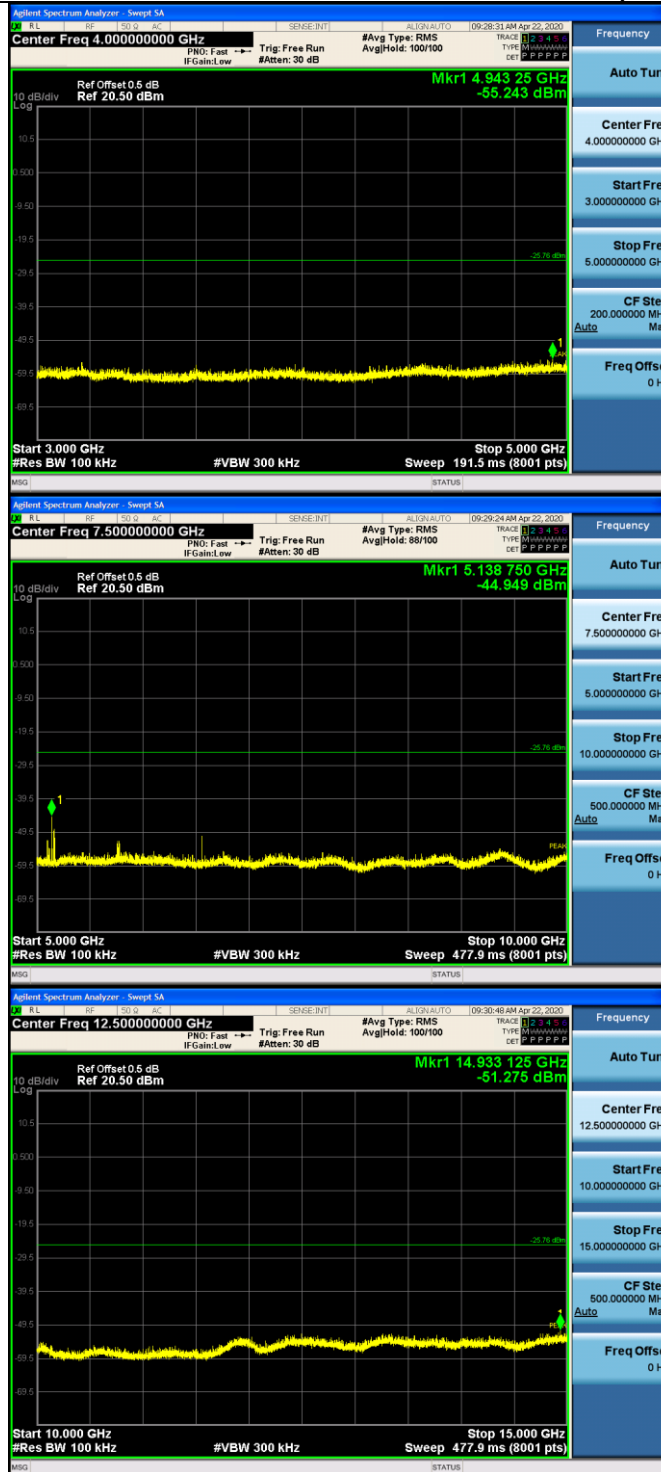 Agilent Spectrum Analyzer - Swept SA
RL RF 50 Ω AC SENSE:INT ALIGNAUTO 09:28:31 AM Apr 22, 2020
Center Freq 4.000000000 GHz #Avg Type: RMS TRACE 1 2 3 4 5 6
PNO: Fast Trig: Free Run Avg|Hold: 100/100 TYPE M
IFGain:Low #Atten: 30 dB DET P P P P P P
Frequency
Auto Tun
Mkr1 4.943 25 GHz
Ref Offset 0.5 dB
10 dB/div Ref 20.50 dBm -55.243 dBm
Log
10.5
0.500
-9.50
-19.5
-25.76 dBm
-29.5
-39.5
-49.5
1
-59.5
-69.5
Center Fre
4.000000000 GH
Start Fre
3.000000000 GH
Stop Fre
5.000000000 GH
CF Ste
200.000000 MH
Auto Ma
Freq Offse
0 H
Start 3.000 GHz Stop 5.000 GHz
#Res BW 100 kHz #VBW 300 kHz Sweep 191.5 ms (8001 pts)
MSG STATUS
Agilent Spectrum Analyzer - Swept SA
RL RF 50 Ω AC SENSE:INT ALIGNAUTO 09:29:24 AM Apr 22, 2020
Center Freq 7.500000000 GHz #Avg Type: RMS TRACE 1 2 3 4 5 6
PNO: Fast Trig: Free Run Avg|Hold: 88/100 TYPE M
IFGain:Low #Atten: 30 dB DET P P P P P P
Frequency
Auto Tun
Mkr1 5.138 750 GHz
Ref Offset 0.5 dB
10 dB/div Ref 20.50 dBm -44.949 dBm
Log
10.5
0.500
-9.50
-19.5
-25.76 dBm
-29.5
-39.5
1
-49.5
PEAK
-59.5
-69.5
Center Fre
7.500000000 GH
Start Fre
5.000000000 GH
Stop Fre
10.000000000 GH
CF Ste
500.000000 MH
Auto Ma
Freq Offse
0 H
Start 5.000 GHz Stop 10.000 GHz
#Res BW 100 kHz #VBW 300 kHz Sweep 477.9 ms (8001 pts)
MSG STATUS
Agilent Spectrum Analyzer - Swept SA
RL RF 50 Ω AC SENSE:INT ALIGNAUTO 09:30:48 AM Apr 22, 2020
Center Freq 12.500000000 GHz #Avg Type: RMS TRACE 1 2 3 4 5 6
PNO: Fast Trig: Free Run Avg|Hold: 100/100 TYPE M
IFGain:Low #Atten: 30 dB DET P P P P P P
Frequency
Auto Tun
Mkr1 14.933 125 GHz
Ref Offset 0.5 dB
10 dB/div Ref 20.50 dBm -51.275 dBm
Log
10.5
0.500
-9.50
-19.5
-25.76 dBm
-29.5
-39.5
-49.5
1
-59.5
-69.5
Center Fre
12.500000000 GH
Start Fre
10.000000000 GH
Stop Fre
15.000000000 GH
CF Ste
500.000000 MH
Auto Ma
Freq Offse
0 H
Start 10.000 GHz Stop 15.000 GHz
#Res BW 100 kHz #VBW 300 kHz Sweep 477.9 ms (8001 pts)
MSG STATUS